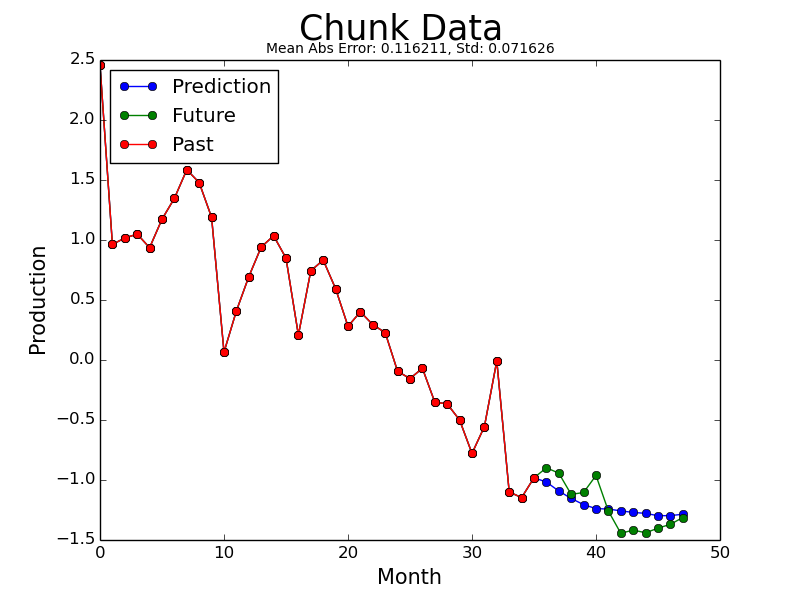 Chunk Data
Mean Abs Error: 0.116211, Std: 0.071626
2.5
2.0
1.5
1.0
0.5
0.0
−0.5
−1.0
−1.5
Production
Prediction
Future
Past
0 10 20 30 40 50
Month